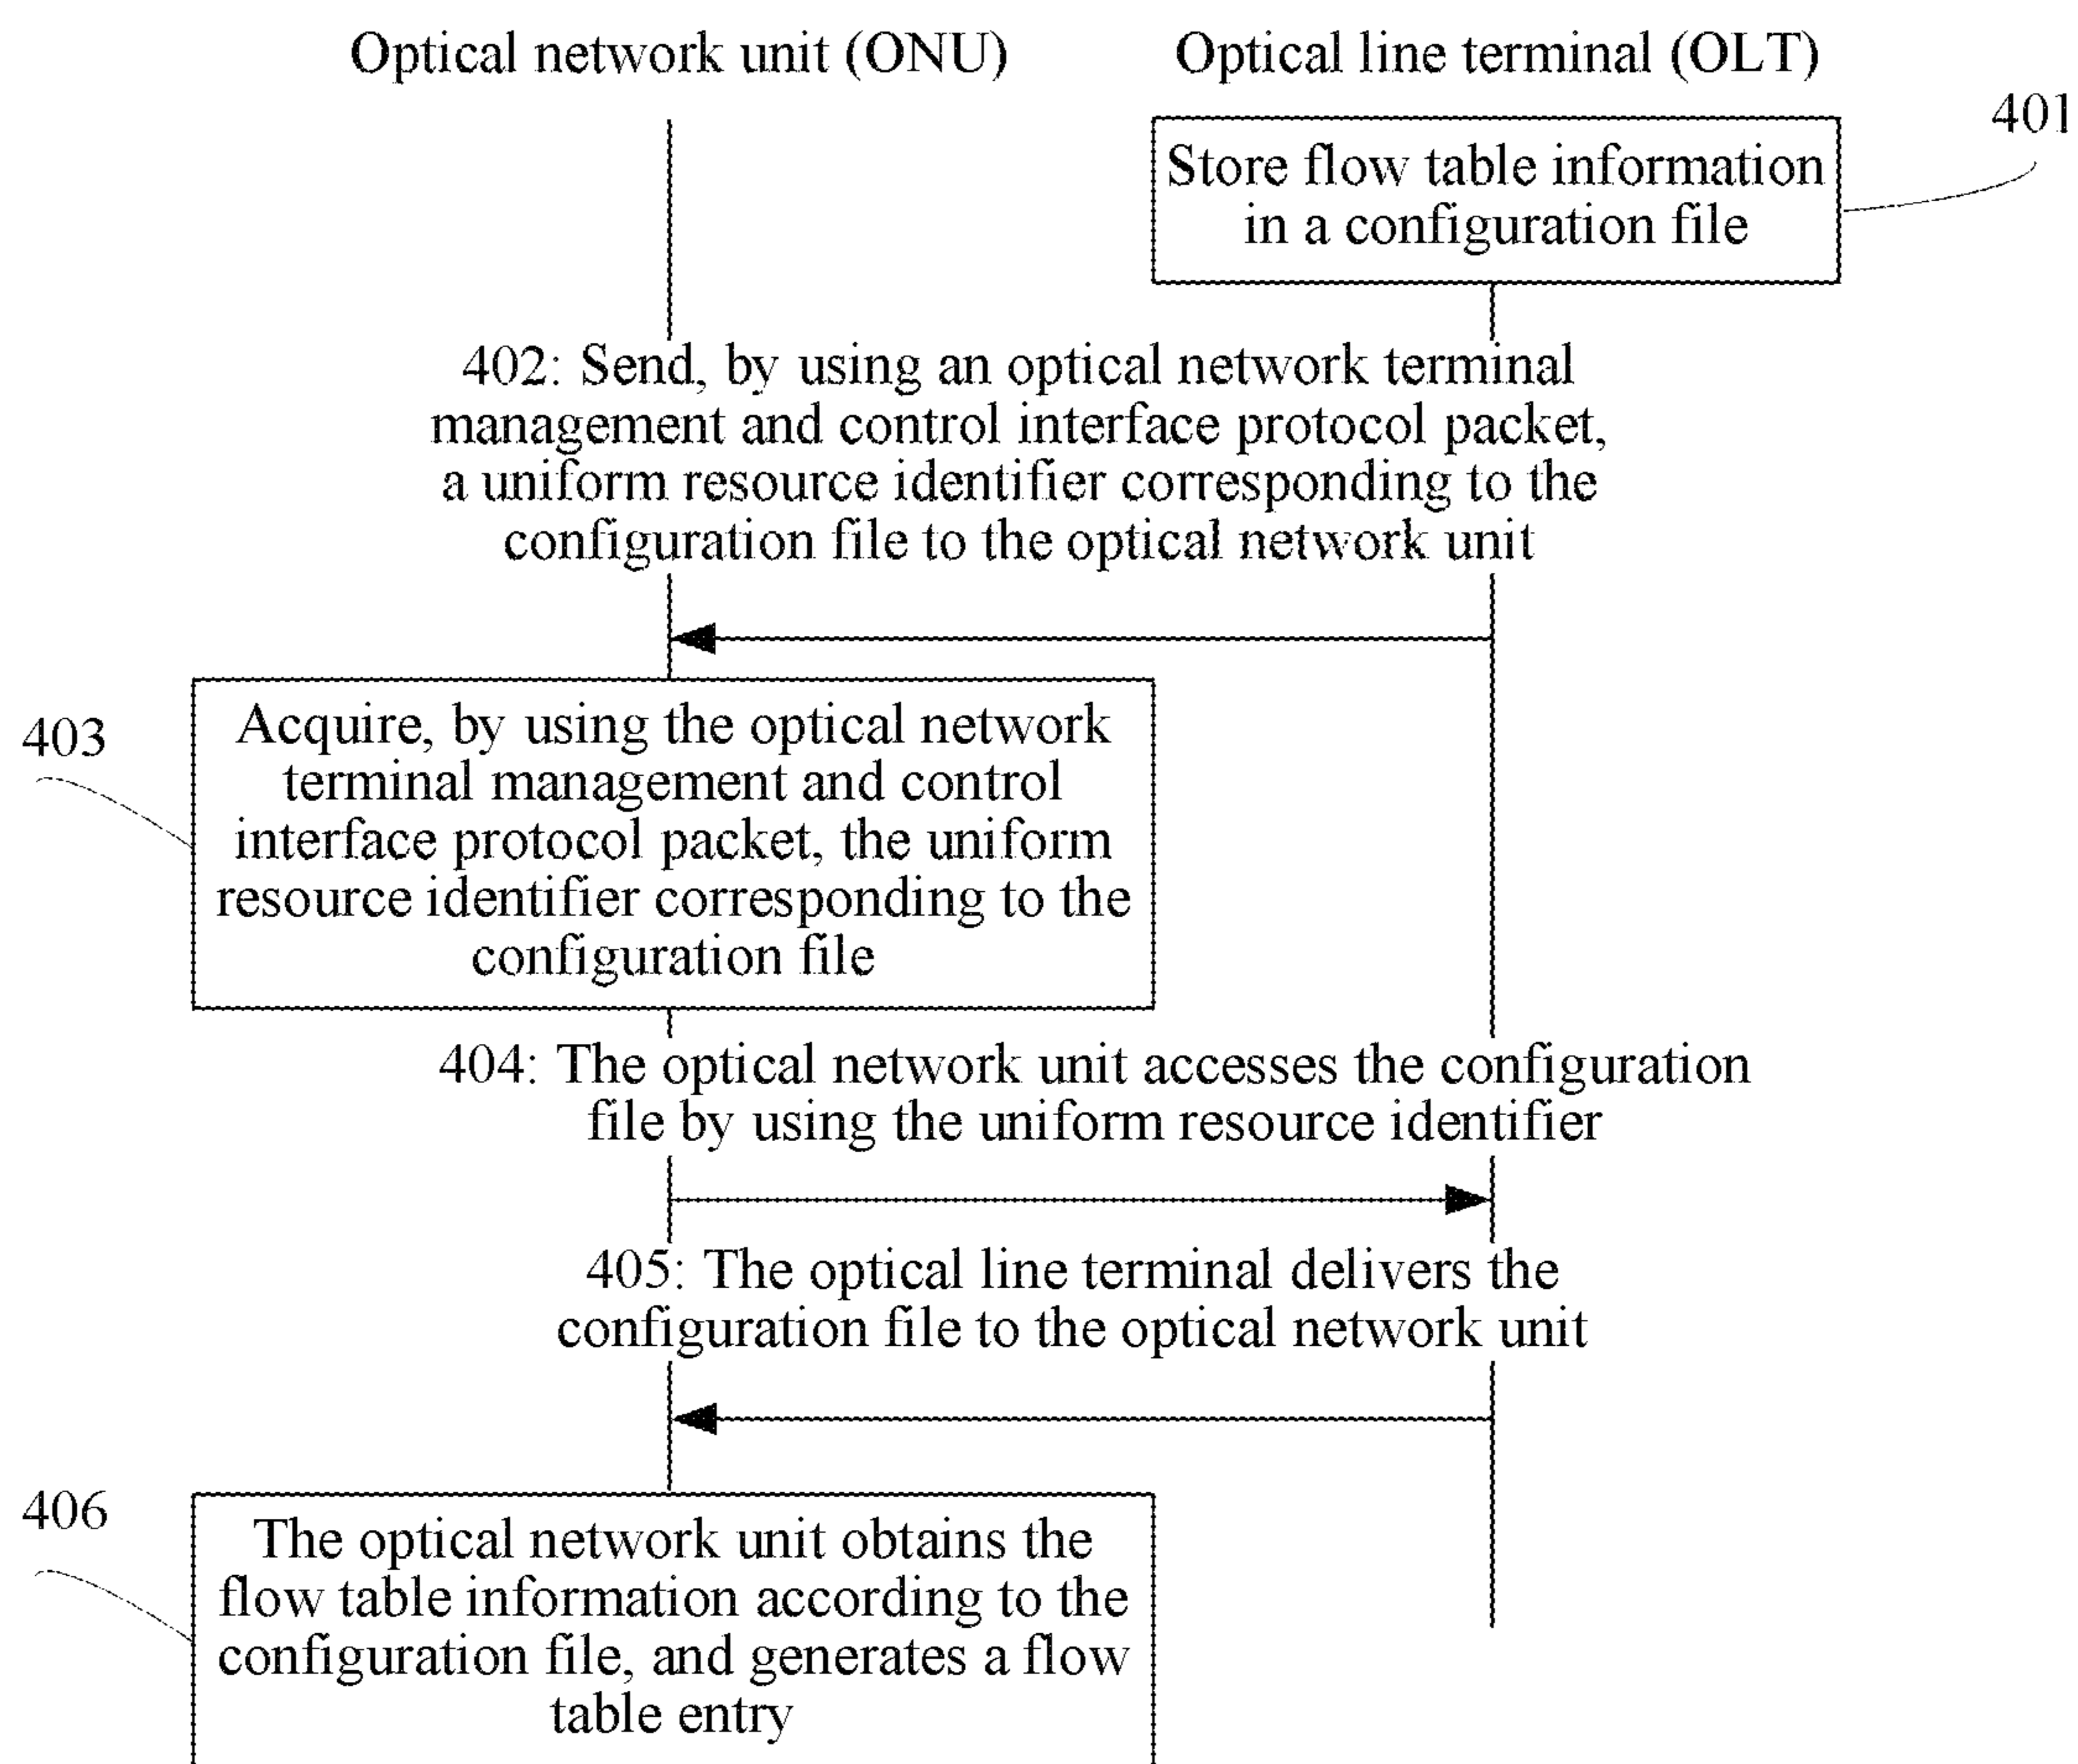 Optical network unit (ONU)
Optical line terminal (OLT)
401
Store flow table information
in a configuration file
402: Send, by using an optical network terminal
management and control interface protocol packet,
a uniform resource identifier corresponding to the
configuration file to the optical network unit
403
Acquire, by using the optical network
terminal management and control
interface protocol packet, the uniform
resource identifier corresponding to the
configuration file
404: The optical network unit accesses the configuration
file by using the uniform resource identifier
405: The optical line terminal delivers the
configuration file to the optical network unit
406
The optical network unit obtains the
flow table information according to the
configuration file, and generates a flow
table entry